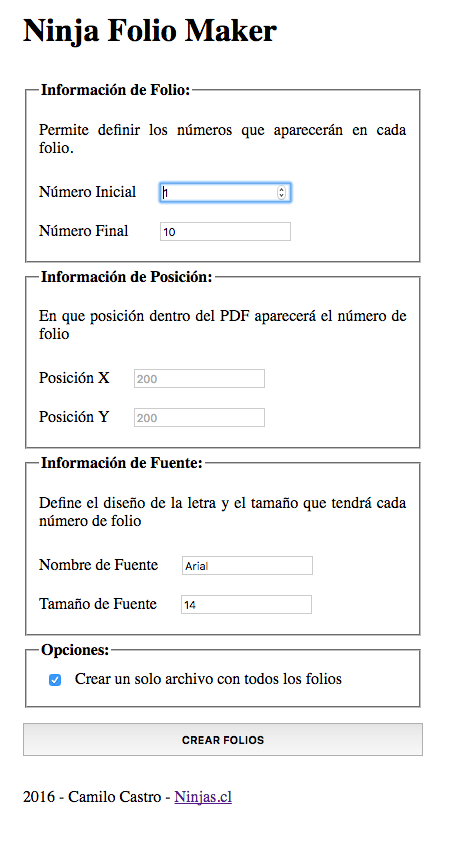 Ninja Folio Maker
Información de Folio:
Permite definir los números que aparecerán en cada
folio.
Número Inicial 1
Número Final 10
Información de Posición:
En que posición dentro del PDF aparecerá el número de
folio
Posición X 200
Posición Y 200
Información de Fuente:
Define el diseño de la letra y el tamaño que tendrá cada
número de folio
Nombre de Fuente Arial
Tamaño de Fuente 14
Opciones:
Crear un solo archivo con todos los folios
CREAR FOLIOS
2016 - Camilo Castro - Ninjas.cl